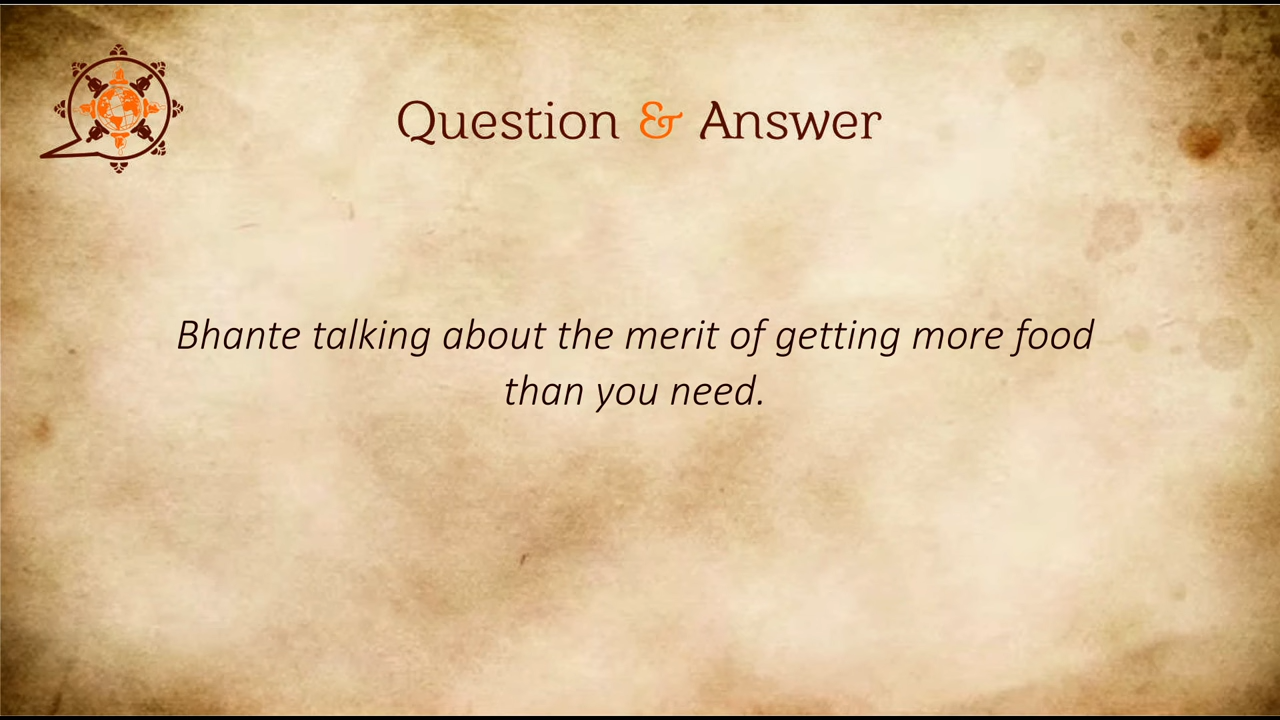 Question & Answer
Bhante talking about the merit of getting more food
than you need.